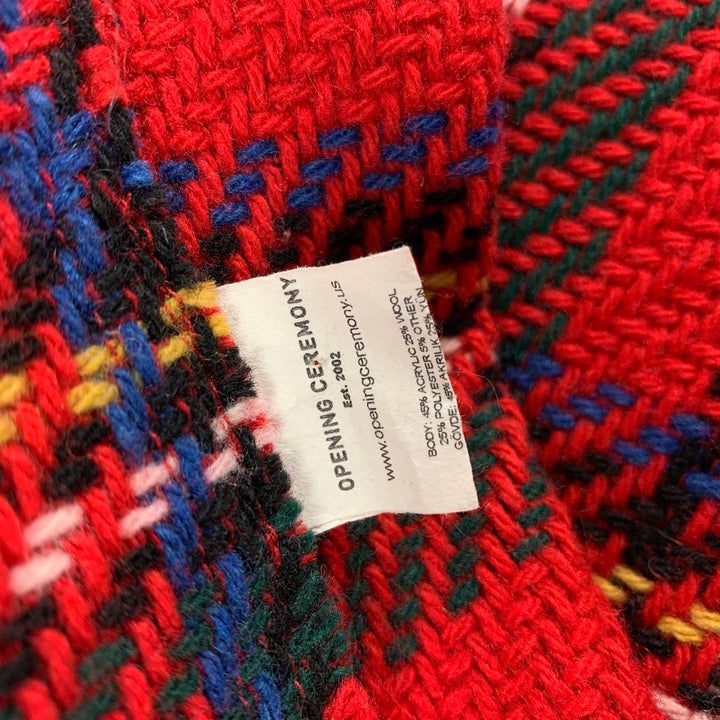 OPENING CEREMONY
Est. 2002
www.openingceremony.us
BODY: 45% ACRYLIC 25% WOOL
25% POLYESTER 5% OTHER
GÖVDE: 45% AKRILIK 25% YÜN